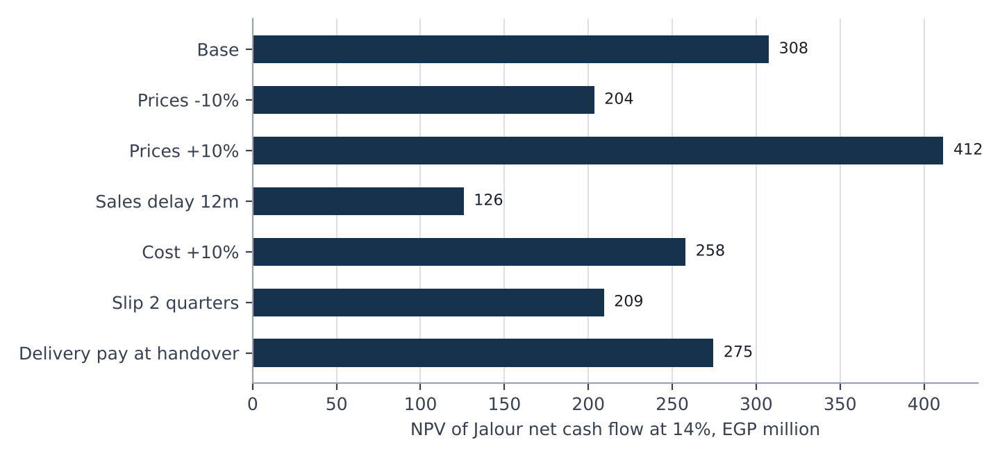 Base 308
Prices -10% 204
Prices +10% 412
Sales delay 12m 126
Cost +10% 258
Slip 2 quarters 209
Delivery pay at handover 275
0 50 100 150 200 250 300 350 400
NPV of Jalour net cash flow at 14%, EGP million